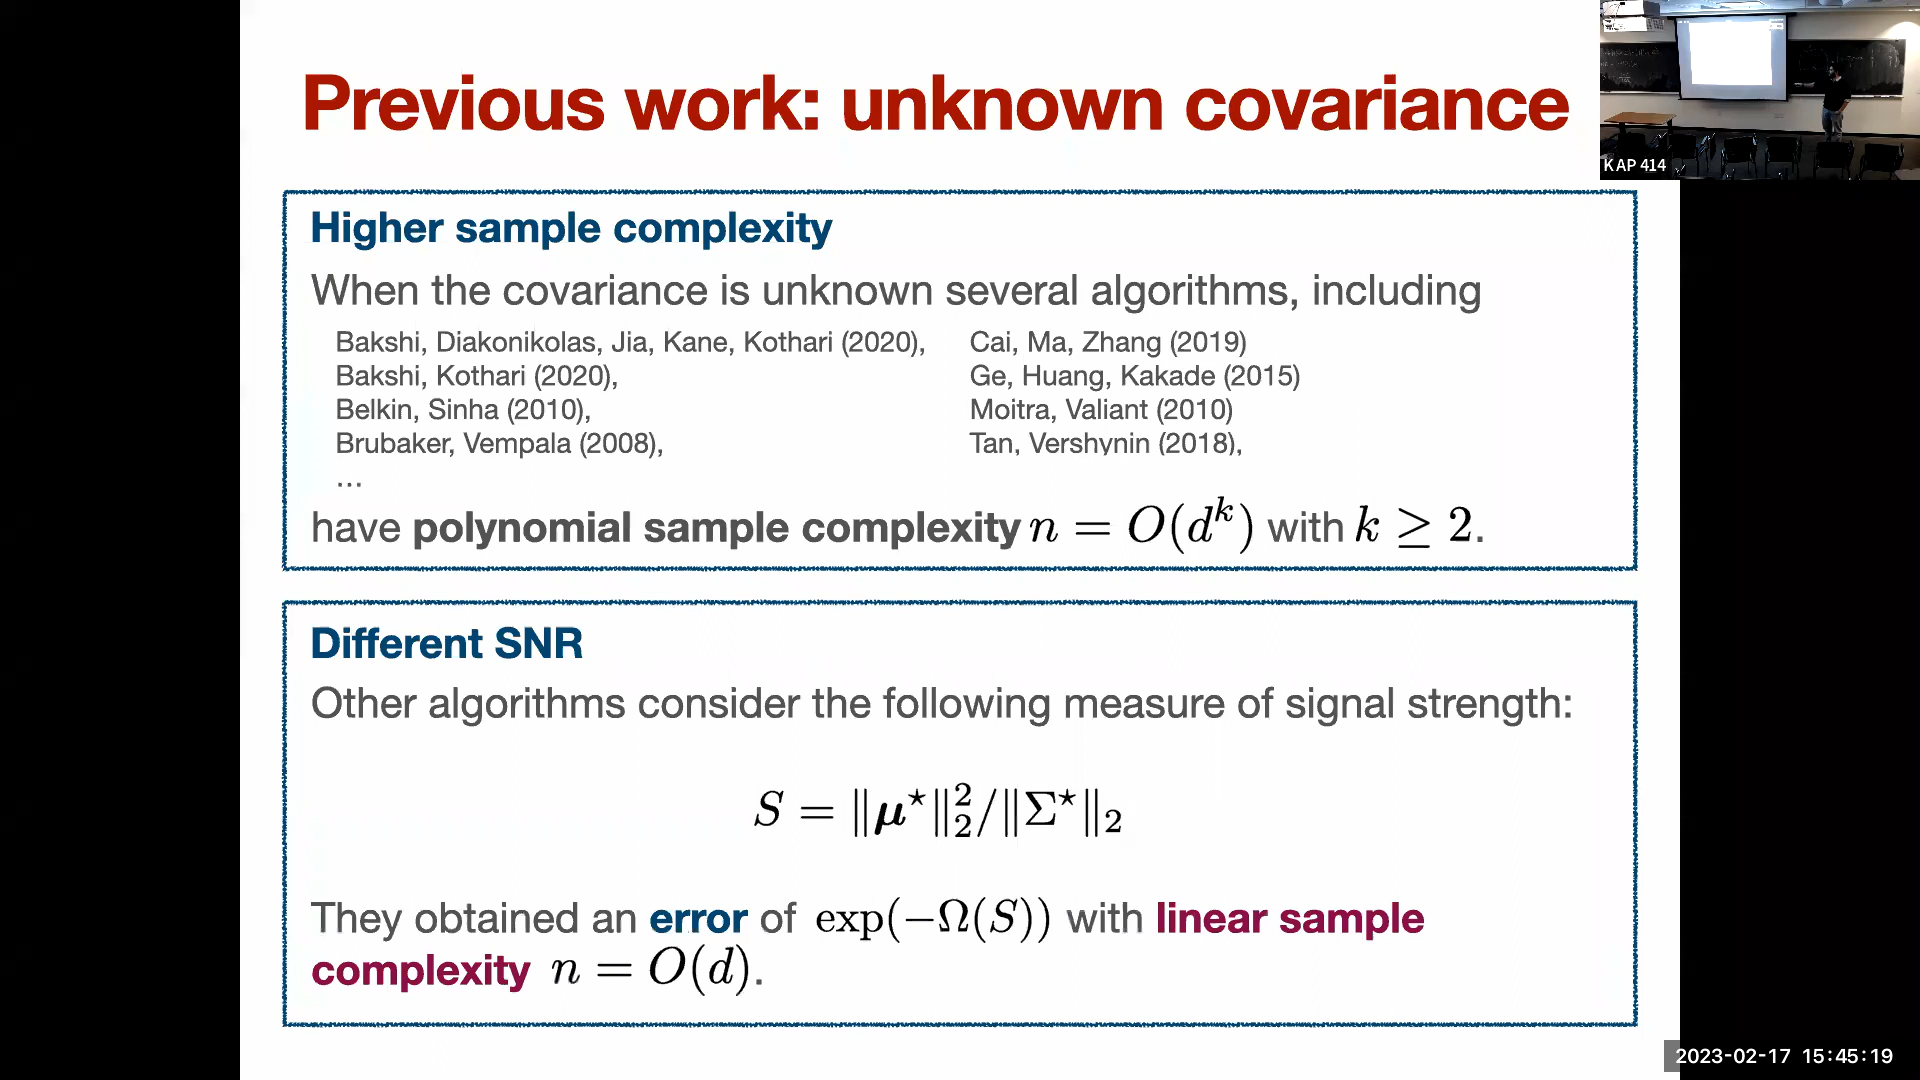 Previous work: unknown covariance
KAP 414
Higher sample complexity
When the covariance is unknown several algorithms, including
Bakshi, Diakonikolas, Jia, Kane, Kothari (2020),
Bakshi, Kothari (2020),
Belkin, Sinha (2010),
Brubaker, Vempala (2008),
...
Cai, Ma, Zhang (2019)
Ge, Huang, Kakade (2015)
Moitra, Valiant (2010)
Tan, Vershynin (2018),
have polynomial sample complexity n = O(d^k) with k ≥ 2.
Different SNR
Other algorithms consider the following measure of signal strength:
S = ‖μ^⋆‖_2^2/‖Σ^⋆‖_2
They obtained an error of exp(−Ω(S)) with linear sample
complexity n = O(d).
2023-02-17 15:45:19